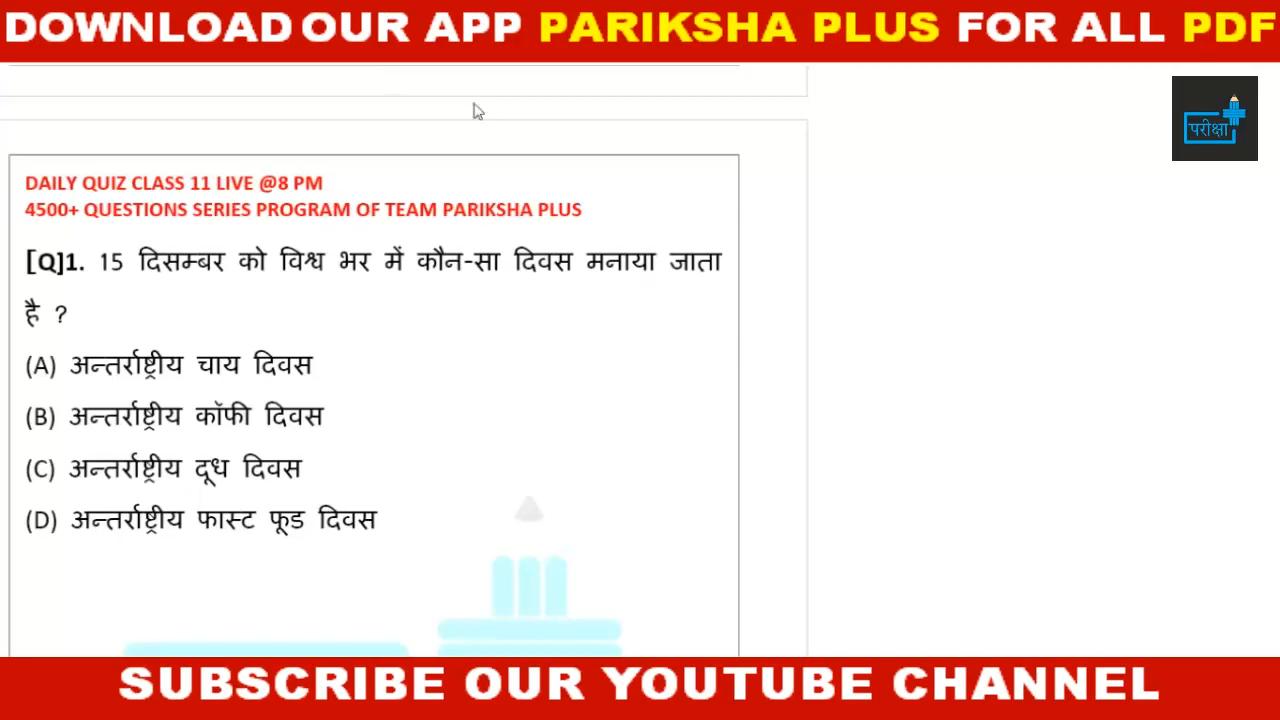 DOWNLOAD OUR APP PARIKSHA PLUS FOR ALL PDF
परीक्षा
DAILY QUIZ CLASS 11 LIVE @8 PM
4500+ QUESTIONS SERIES PROGRAM OF TEAM PARIKSHA PLUS
[Q]1. 15 दिसम्बर को विश्व भर में कौन-सा दिवस मनाया जाता
है ?
(A) अन्तर्राष्ट्रीय चाय दिवस
(B) अन्तर्राष्ट्रीय कॉफी दिवस
(C) अन्तर्राष्ट्रीय दूध दिवस
(D) अन्तर्राष्ट्रीय फास्ट फूड दिवस
SUBSCRIBE OUR YOUTUBE CHANNEL